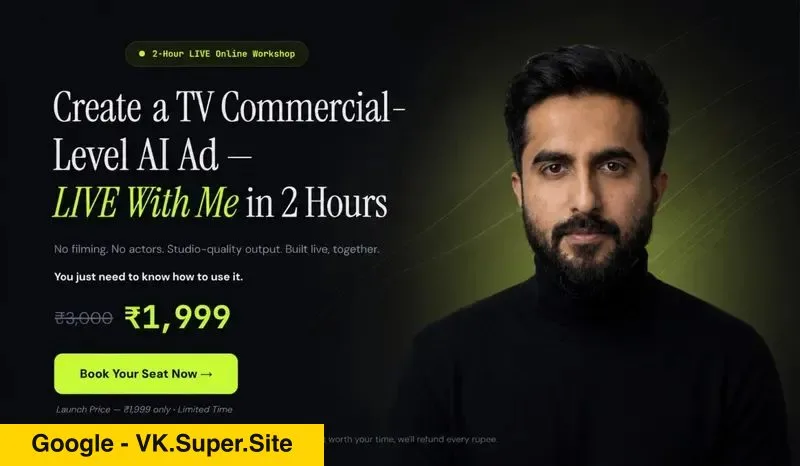 2-Hour LIVE Online Workshop
Create a TV Commercial-
Level AI Ad —
LIVE With Me in 2 Hours
No filming. No actors. Studio-quality output. Built live, together.
You just need to know how to use it.
₹3,000 ₹1,999
Book Your Seat Now →
Launch Price — ₹1,999 only · Limited Time
worth your time, we'll refund every rupee.
Google - VK.Super.Site